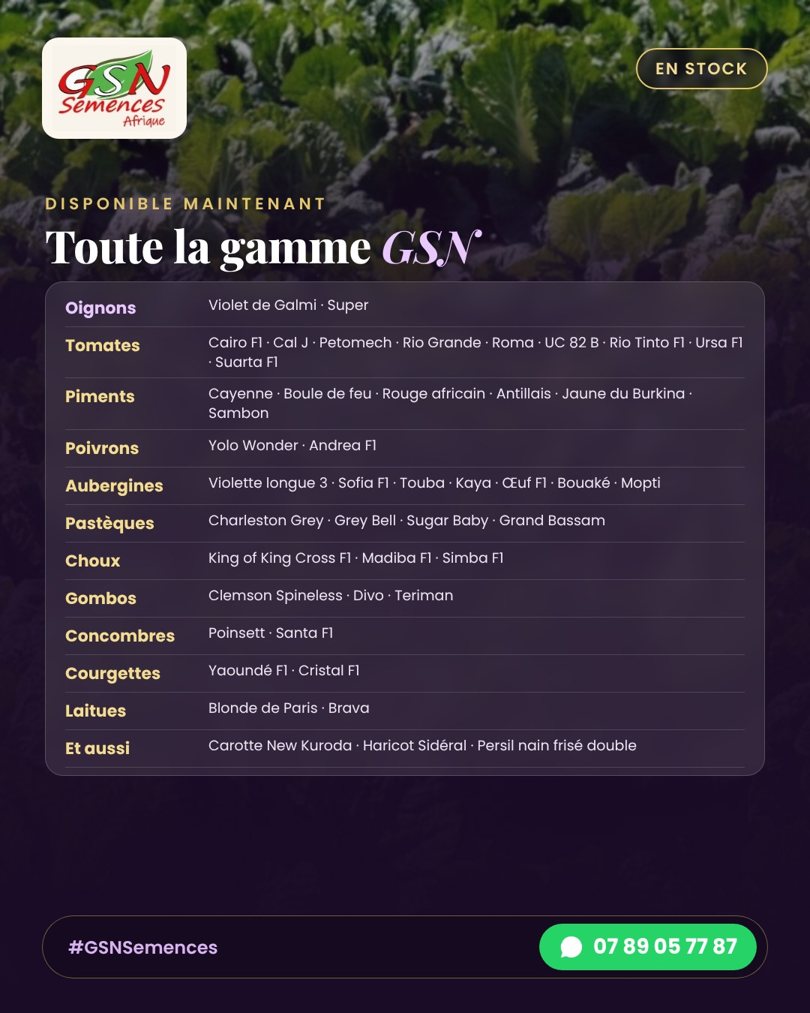 GSN
Semences
Afrique
EN STOCK
DISPONIBLE MAINTENANT
Toute la gamme GSN
Oignons Violet de Galmi · Super
Tomates Cairo F1 · Cal J · Petomech · Rio Grande · Roma · UC 82 B · Rio Tinto F1 · Ursa F1
· Suarta F1
Piments Cayenne · Boule de feu · Rouge africain · Antillais · Jaune du Burkina ·
Sambon
Poivrons Yolo Wonder · Andrea F1
Aubergines Violette longue 3 · Sofia F1 · Touba · Kaya · Œuf F1 · Bouaké · Mopti
Pastèques Charleston Grey · Grey Bell · Sugar Baby · Grand Bassam
Choux King of King Cross F1 · Madiba F1 · Simba F1
Gombos Clemson Spineless · Divo · Teriman
Concombres Poinsett · Santa F1
Courgettes Yaoundé F1 · Cristal F1
Laitues Blonde de Paris · Brava
Et aussi Carotte New Kuroda · Haricot Sidéral · Persil nain frisé double
#GSNSemences
07 89 05 77 87